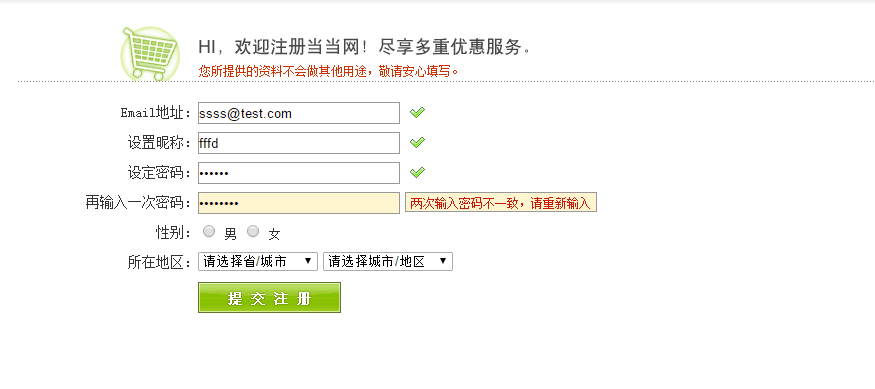 HI，欢迎注册当当网！尽享多重优惠服务。
您所提供的资料不会做其他用途，敬请安心填写。
Email地址： ssss@test.com
设置昵称： fffd
设定密码： ••••••
再输入一次密码： •••••••• 两次输入密码不一致，请重新输入
性别： 男 女
所在地区： 请选择省/城市 请选择城市/地区
提交注册